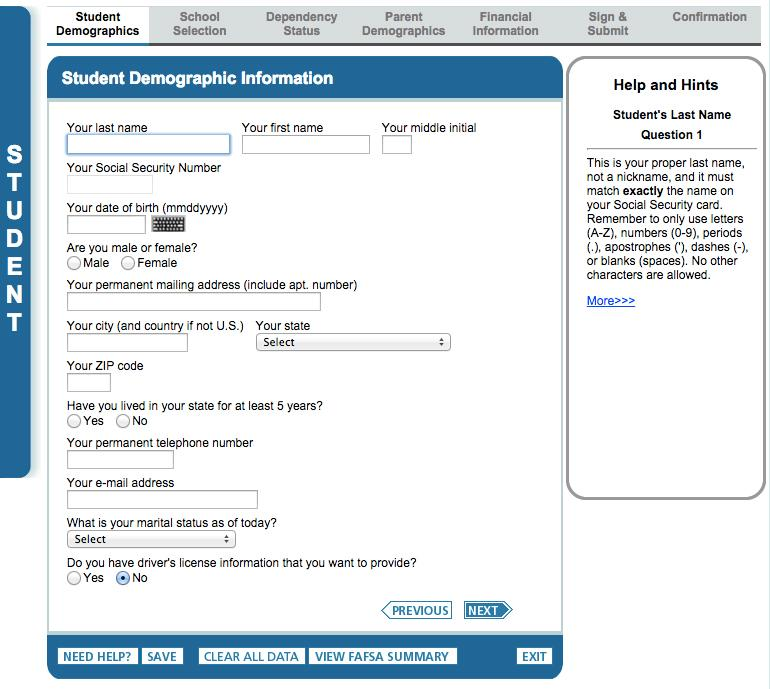 Student Demographics
School Selection
Dependency Status
Parent Demographics
Financial Information
Sign & Submit
Confirmation
STUDENT
Student Demographic Information
Your last name
Your first name
Your middle initial
Your Social Security Number
Your date of birth (mmddyyyy)
Are you male or female?
Male Female
Your permanent mailing address (include apt. number)
Your city (and country if not U.S.)
Your state
Select
Your ZIP code
Have you lived in your state for at least 5 years?
Yes No
Your permanent telephone number
Your e-mail address
What is your marital status as of today?
Select
Do you have driver's license information that you want to provide?
Yes No
PREVIOUS NEXT
NEED HELP? SAVE CLEAR ALL DATA VIEW FAFSA SUMMARY EXIT
Help and Hints
Student's Last Name
Question 1
This is your proper last name,
not a nickname, and it must
match exactly the name on
your Social Security card.
Remember to only use letters
(A-Z), numbers (0-9), periods
(.), apostrophes ('), dashes (-),
or blanks (spaces). No other
characters are allowed.
More>>>